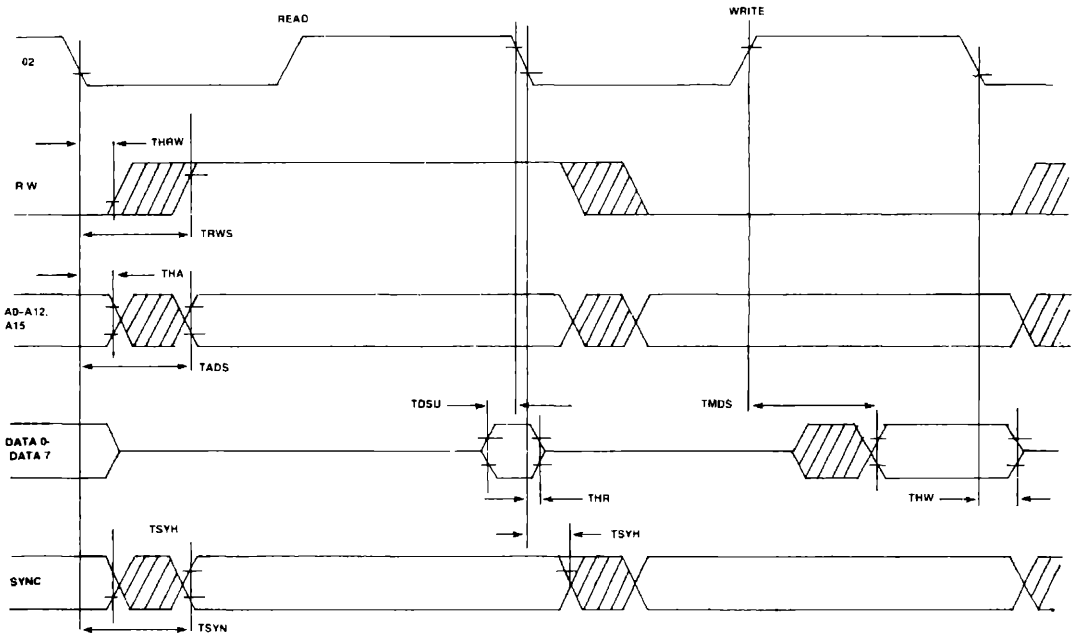 READ
WRITE
02
THRW
R W
TRWS
THA
A0-A12,
A15
TADS
TDSU
TMDS
DATA 0-
DATA 7
THR
THW
TSYH
TSYH
SYNC
TSYN